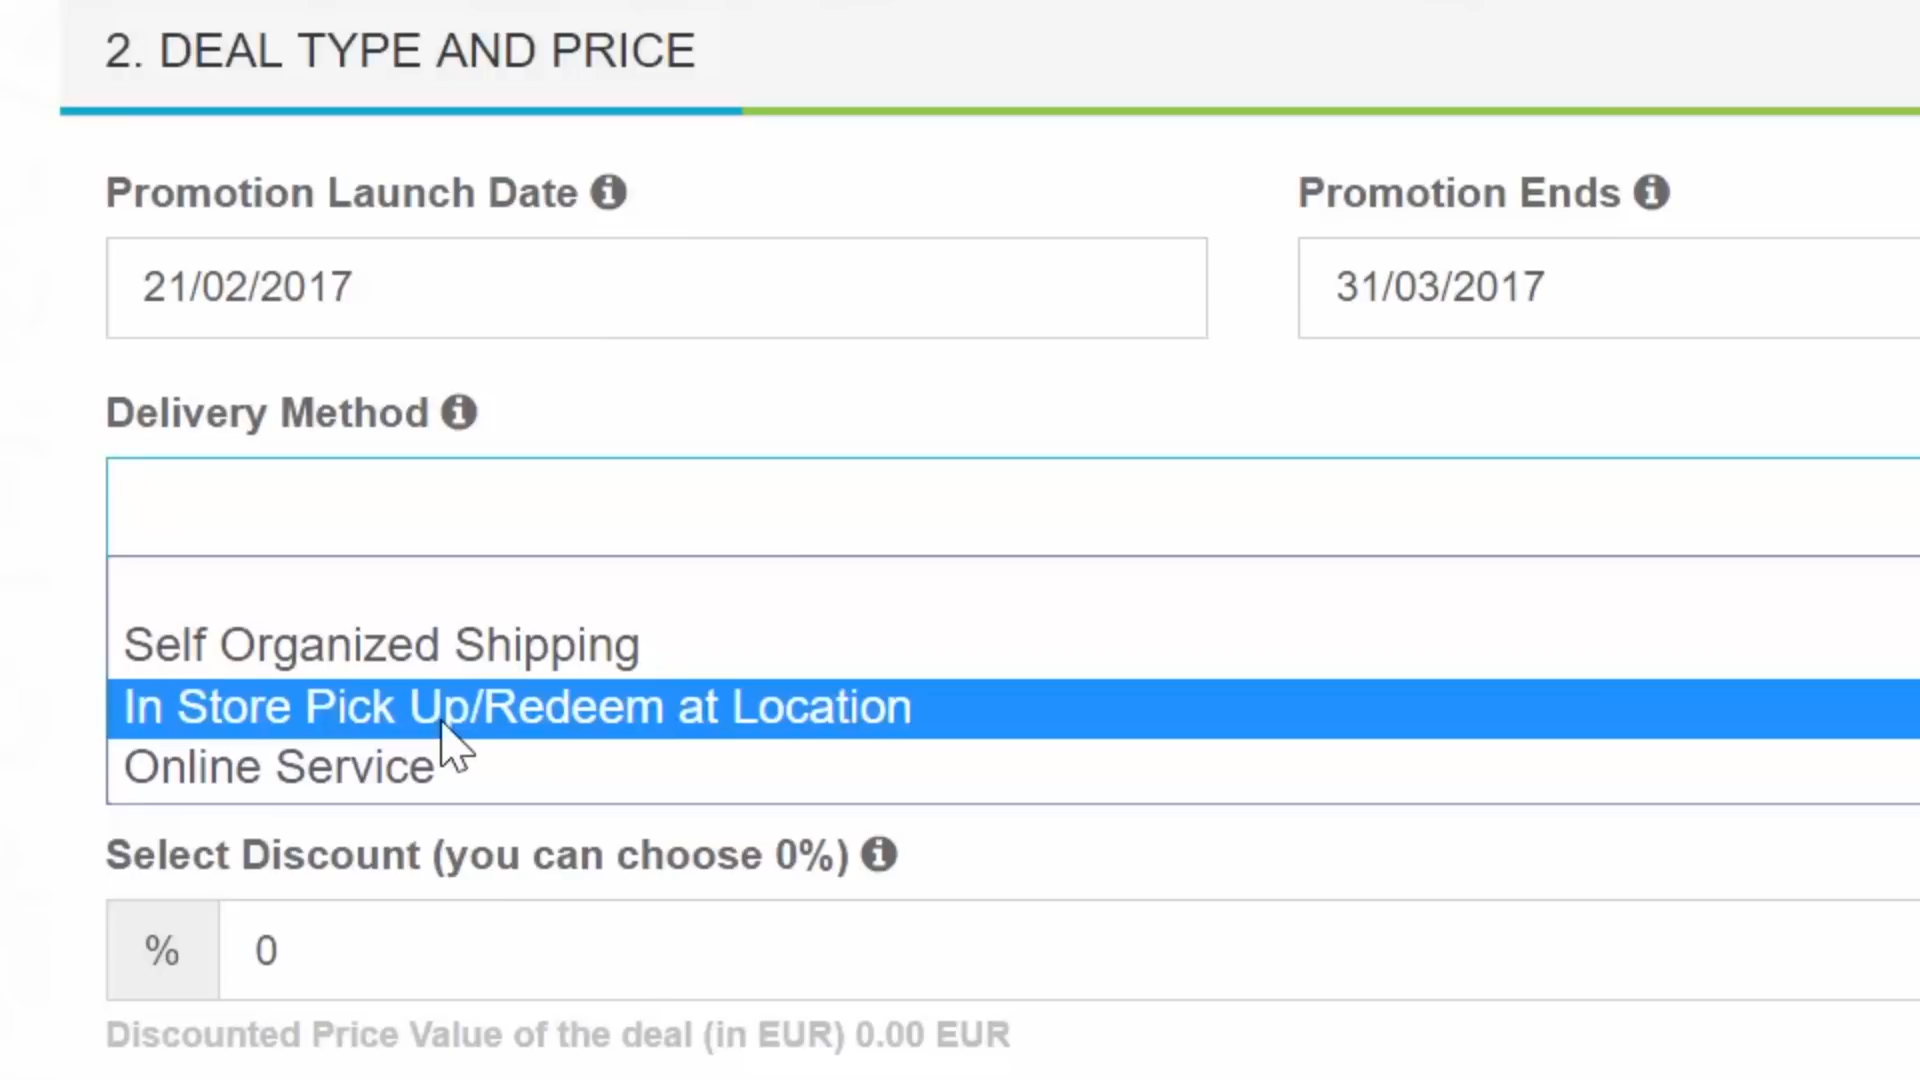 2. DEAL TYPE AND PRICE
Promotion Launch Date
Promotion Ends
21/02/2017
31/03/2017
Delivery Method
Self Organized Shipping
In Store Pick Up/Redeem at Location
Online Service
Select Discount (you can choose 0%)
% 0
Discounted Price Value of the deal (in EUR) 0.00 EUR